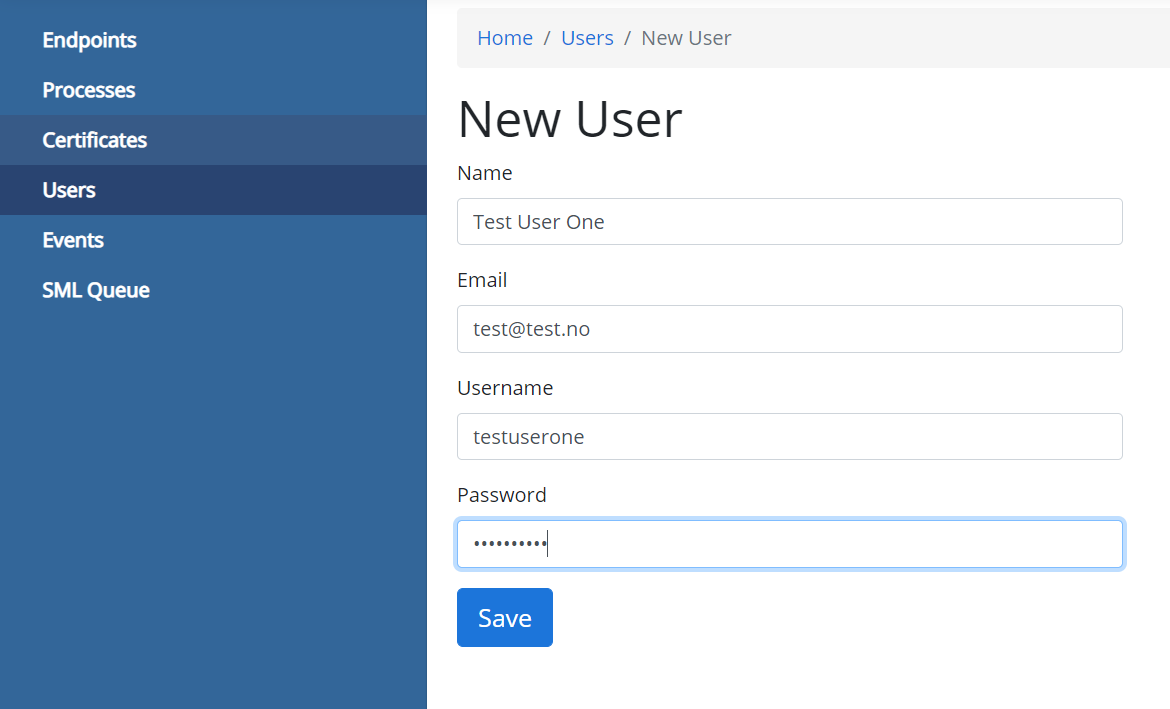 Endpoints
Processes
Certificates
Users
Events
SML Queue
Home / Users / New User
New User
Name
Test User One
Email
test@test.no
Username
testuserone
Password
••••••••••
Save